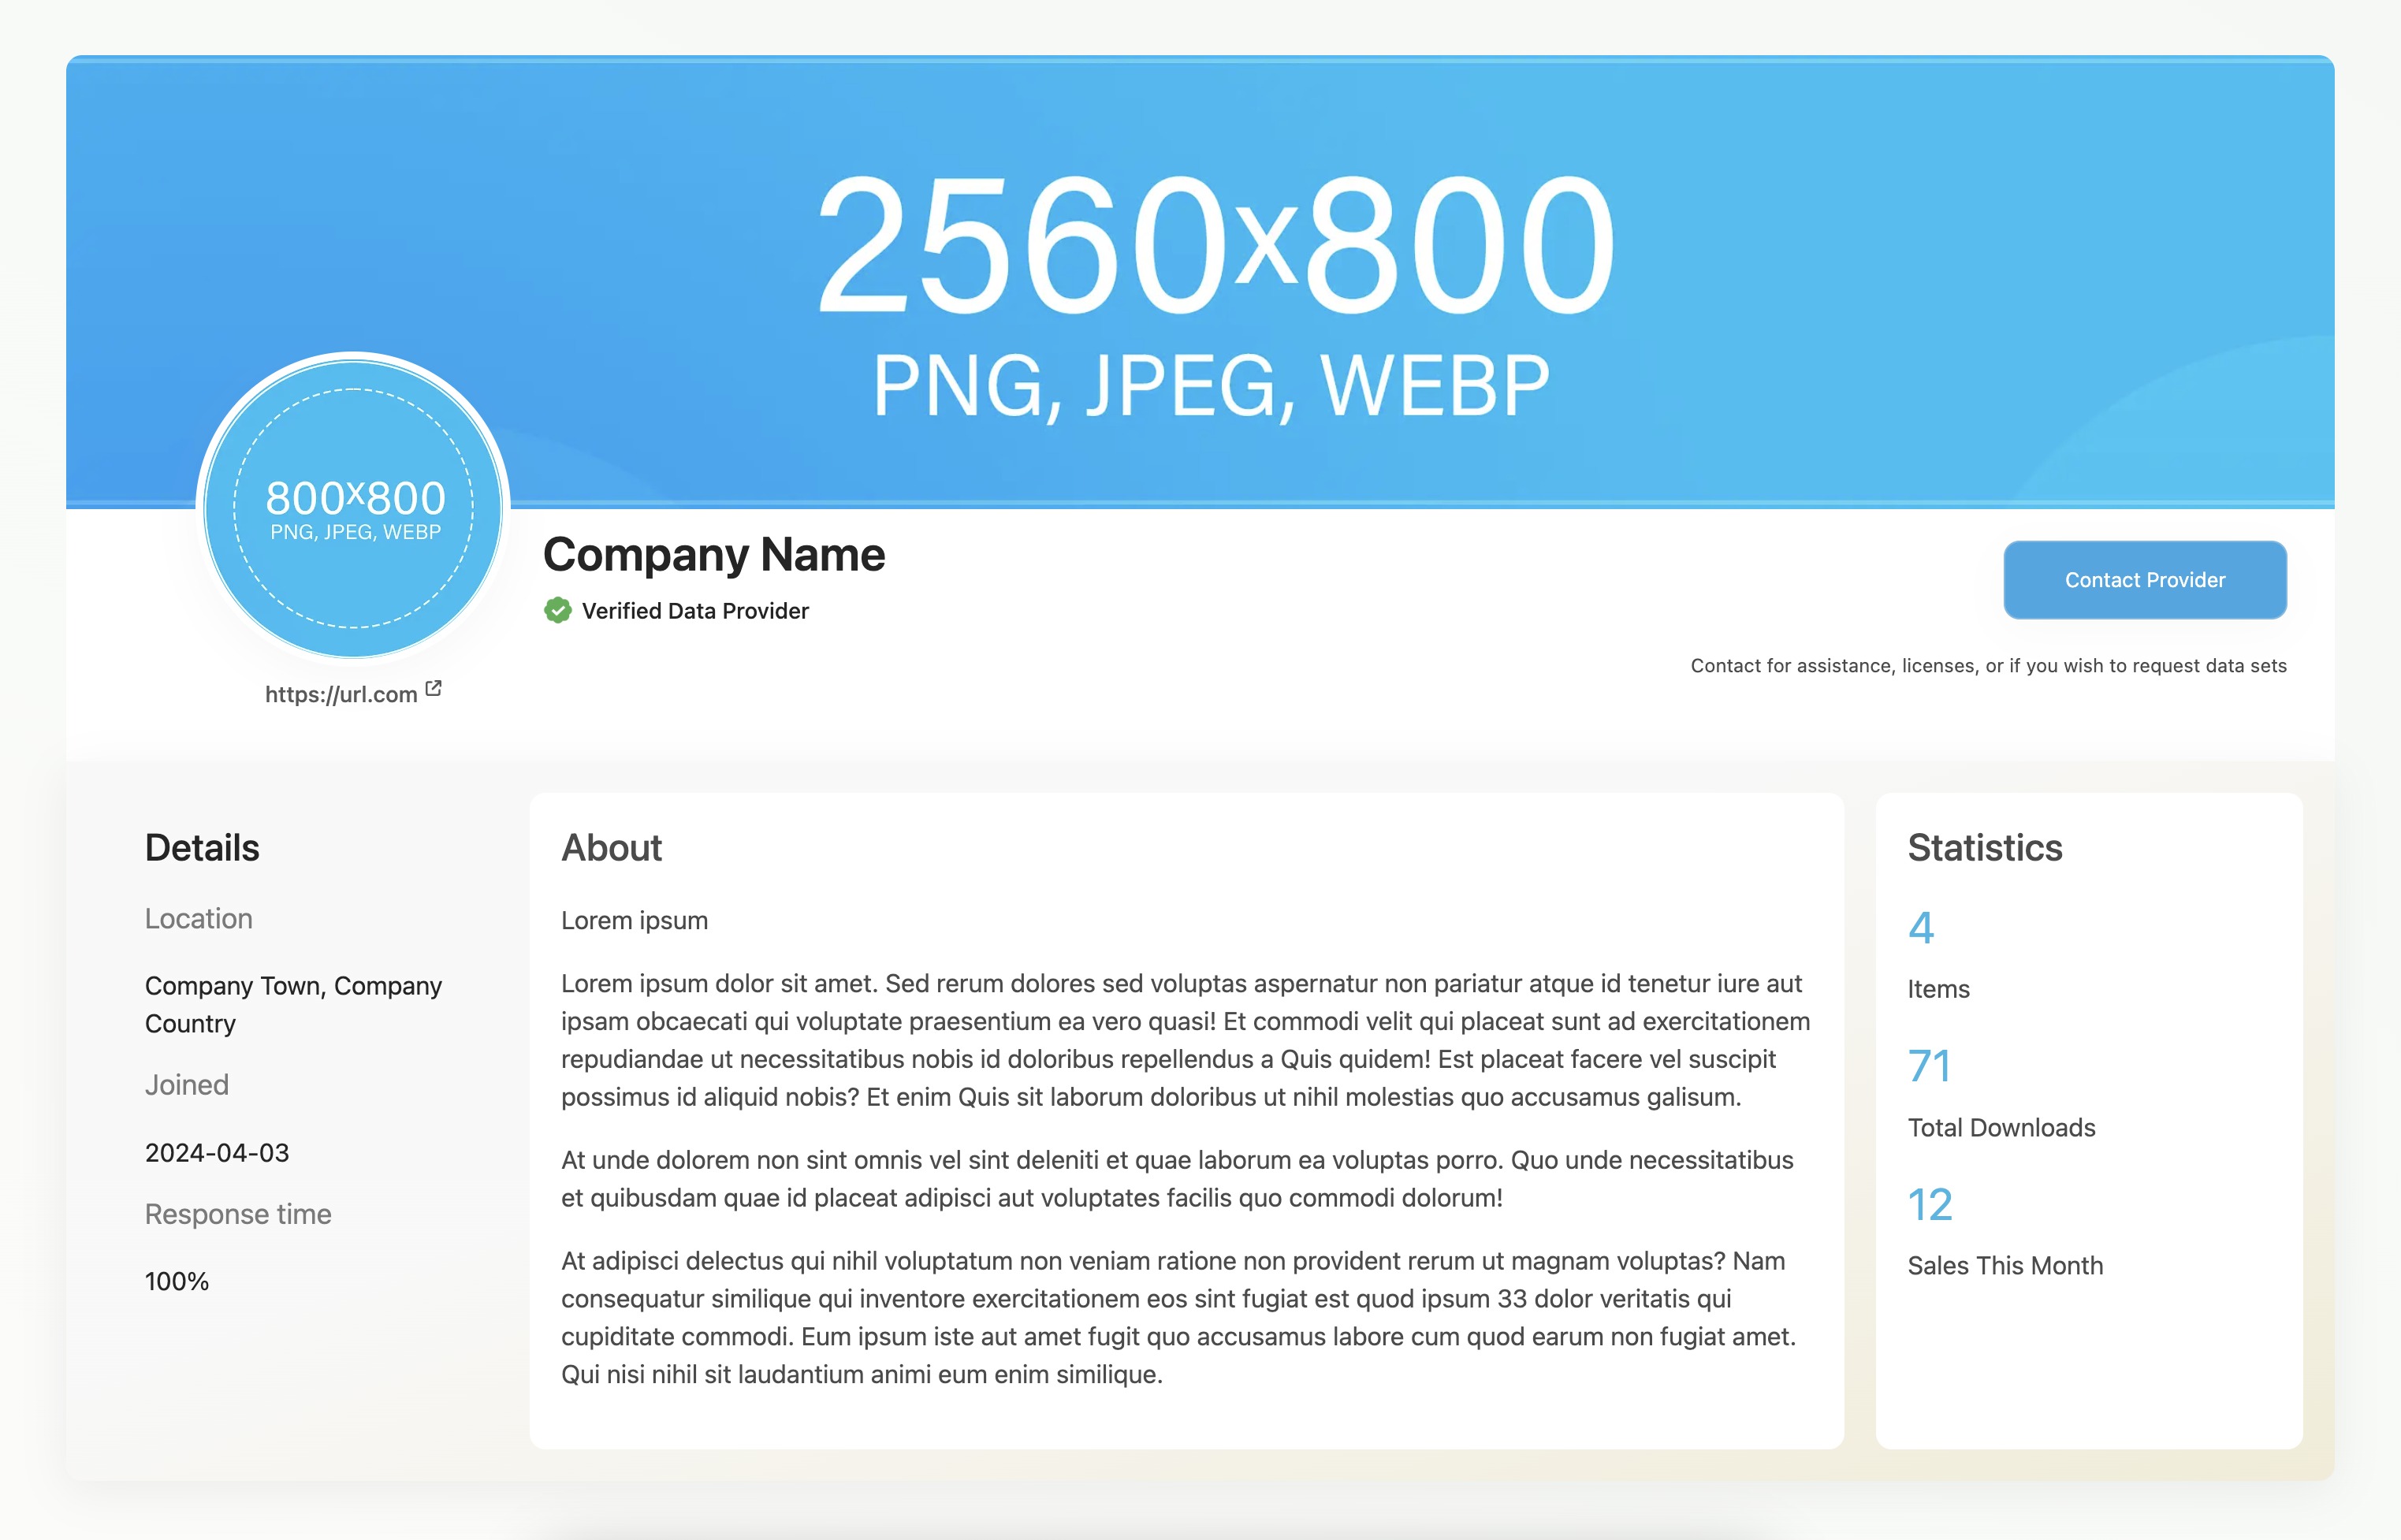 2560x800
PNG, JPEG, WEBP
800x800
PNG, JPEG, WEBP
https://url.com
Company Name
Verified Data Provider
Contact Provider
Contact for assistance, licenses, or if you wish to request data sets
Details
Location
Company Town, Company
Country
Joined
2024-04-03
Response time
100%
About
Lorem ipsum
Lorem ipsum dolor sit amet. Sed rerum dolores sed voluptas aspernatur non pariatur atque id tenetur iure aut
ipsam obcaecati qui voluptate praesentium ea vero quasi! Et commodi velit qui placeat sunt ad exercitationem
repudiandae ut necessitatibus nobis id doloribus repellendus a Quis quidem! Est placeat facere vel suscipit
possimus id aliquid nobis? Et enim Quis sit laborum doloribus ut nihil molestias quo accusamus galisum.
At unde dolorem non sint omnis vel sint deleniti et quae laborum ea voluptas porro. Quo unde necessitatibus
et quibusdam quae id placeat adipisci aut voluptates facilis quo commodi dolorum!
At adipisci delectus qui nihil voluptatum non veniam ratione non provident rerum ut magnam voluptas? Nam
consequatur similique qui inventore exercitationem eos sint fugiat est quod ipsum 33 dolor veritatis qui
cupiditate commodi. Eum ipsum iste aut amet fugit quo accusamus labore cum quod earum non fugiat amet.
Qui nisi nihil sit laudantium animi eum enim similique.
Statistics
4
Items
71
Total Downloads
12
Sales This Month